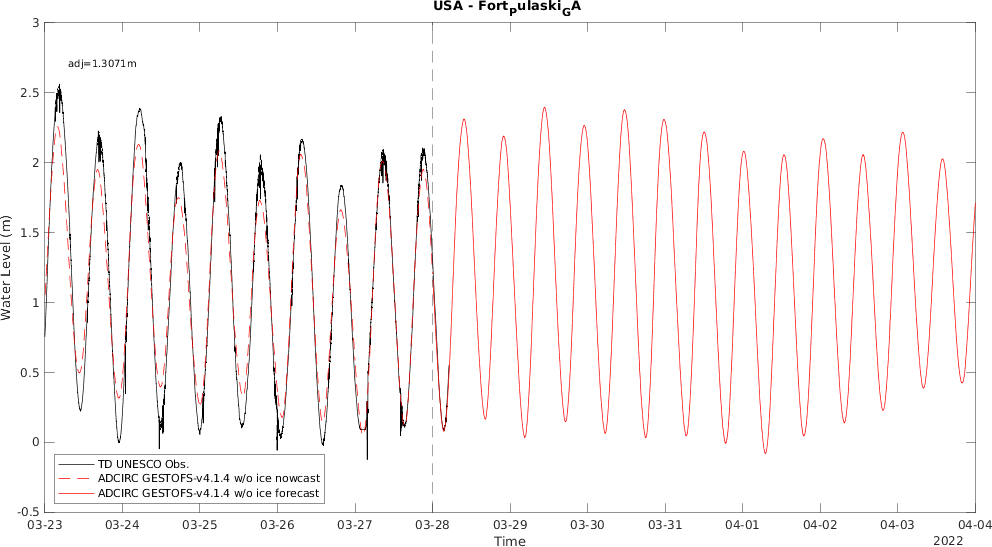 USA - FortPulaskiGA
3
adj=1.3071m
2.5
2
1.5
1
0.5
0
-0.5
Water Level (m)
TD UNESCO Obs.
ADCIRC GESTOFS-v4.1.4 w/o ice nowcast
ADCIRC GESTOFS-v4.1.4 w/o ice forecast
03-23 03-24 03-25 03-26 03-27 03-28 03-29 03-30 03-31 04-01 04-02 04-03 04-04
Time
2022